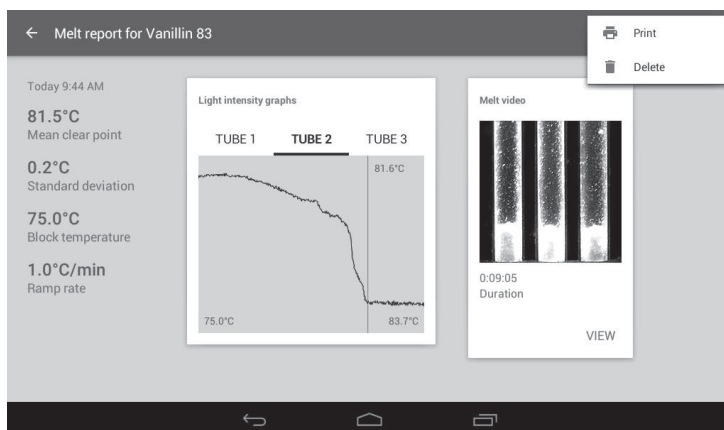 Melt report for Vanillin 83
Print
Delete
Today 9:44 AM
81.5°C
Mean clear point
0.2°C
Standard deviation
75.0°C
Block temperature
1.0°C/min
Ramp rate
Light intensity graphs
TUBE 1 TUBE 2 TUBE 3
81.6°C
75.0°C 83.7°C
Melt video
0:09:05
Duration
VIEW